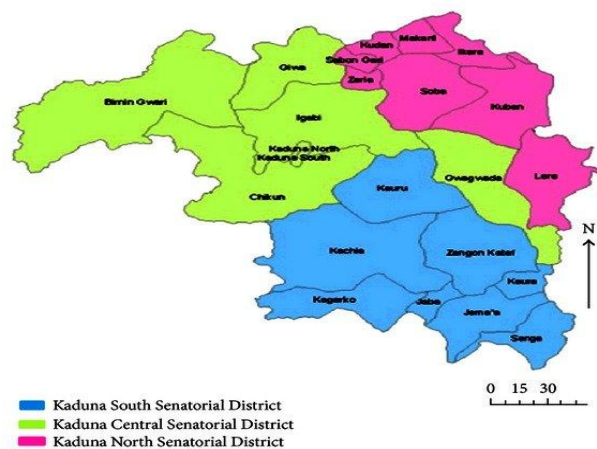 Kudan
Makarfi
Ikara
Giwa
Sabon Gari
Zaria
Birnin Gwari
Soba
Kuban
Igabi
Kaduna North
Kaduna South
Gwagwada
Lere
Kauru
Chikun
N
Kachia
Zangon Kataf
Kaura
Kagarko
Jaba
Jema'a
Sanga
Kaduna South Senatorial District
Kaduna Central Senatorial District
Kaduna North Senatorial District
0 15 30